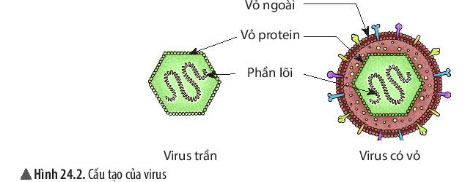 Vỏ ngoài
Vỏ protein
Phần lõi
Virus trần
Virus có vỏ
▲ Hình 24.2. Cấu tạo của virus